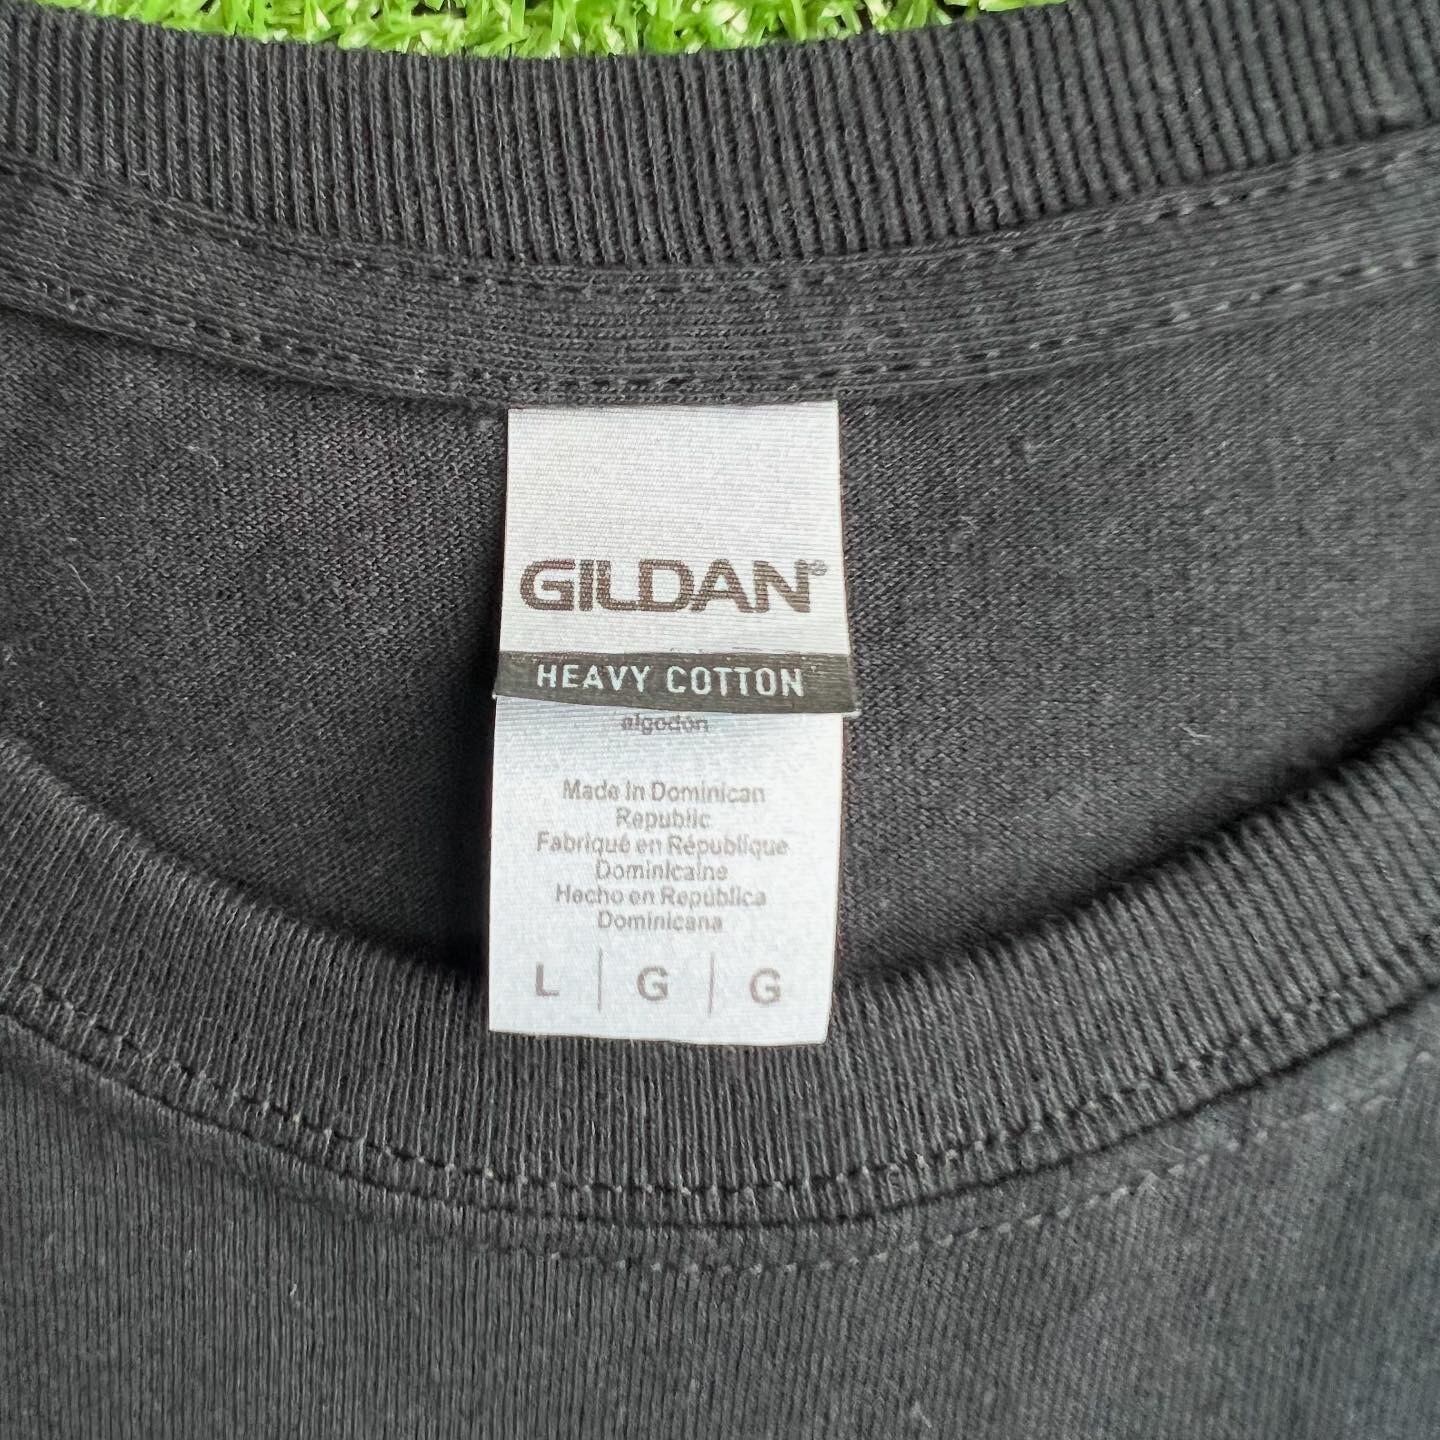 GILDAN®
HEAVY COTTON
algodón
Made in Dominican
Republic
Fabriqué en République
Dominicaine
Hecho en República
Dominicana
L | G | G